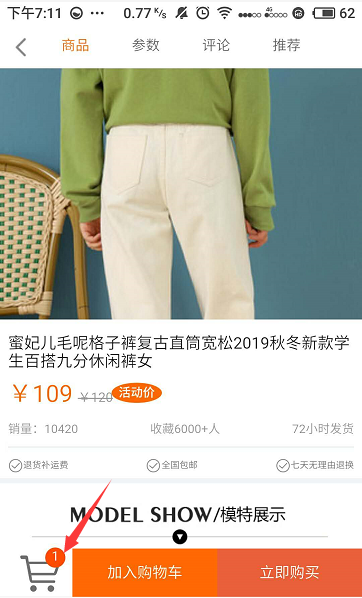 下午7:11 ··· 0.77 K/s 4G HD 62
商品 参数 评论 推荐
蜜妃儿毛呢格子裤复古直筒宽松2019秋冬新款学
生百搭九分休闲裤女
￥109 ￥120 活动价
销量：10420 收藏6000+人 72小时发货
退货补运费 全国包邮 七天无理由退换
MODEL SHOW/模特展示
1
加入购物车 立即购买